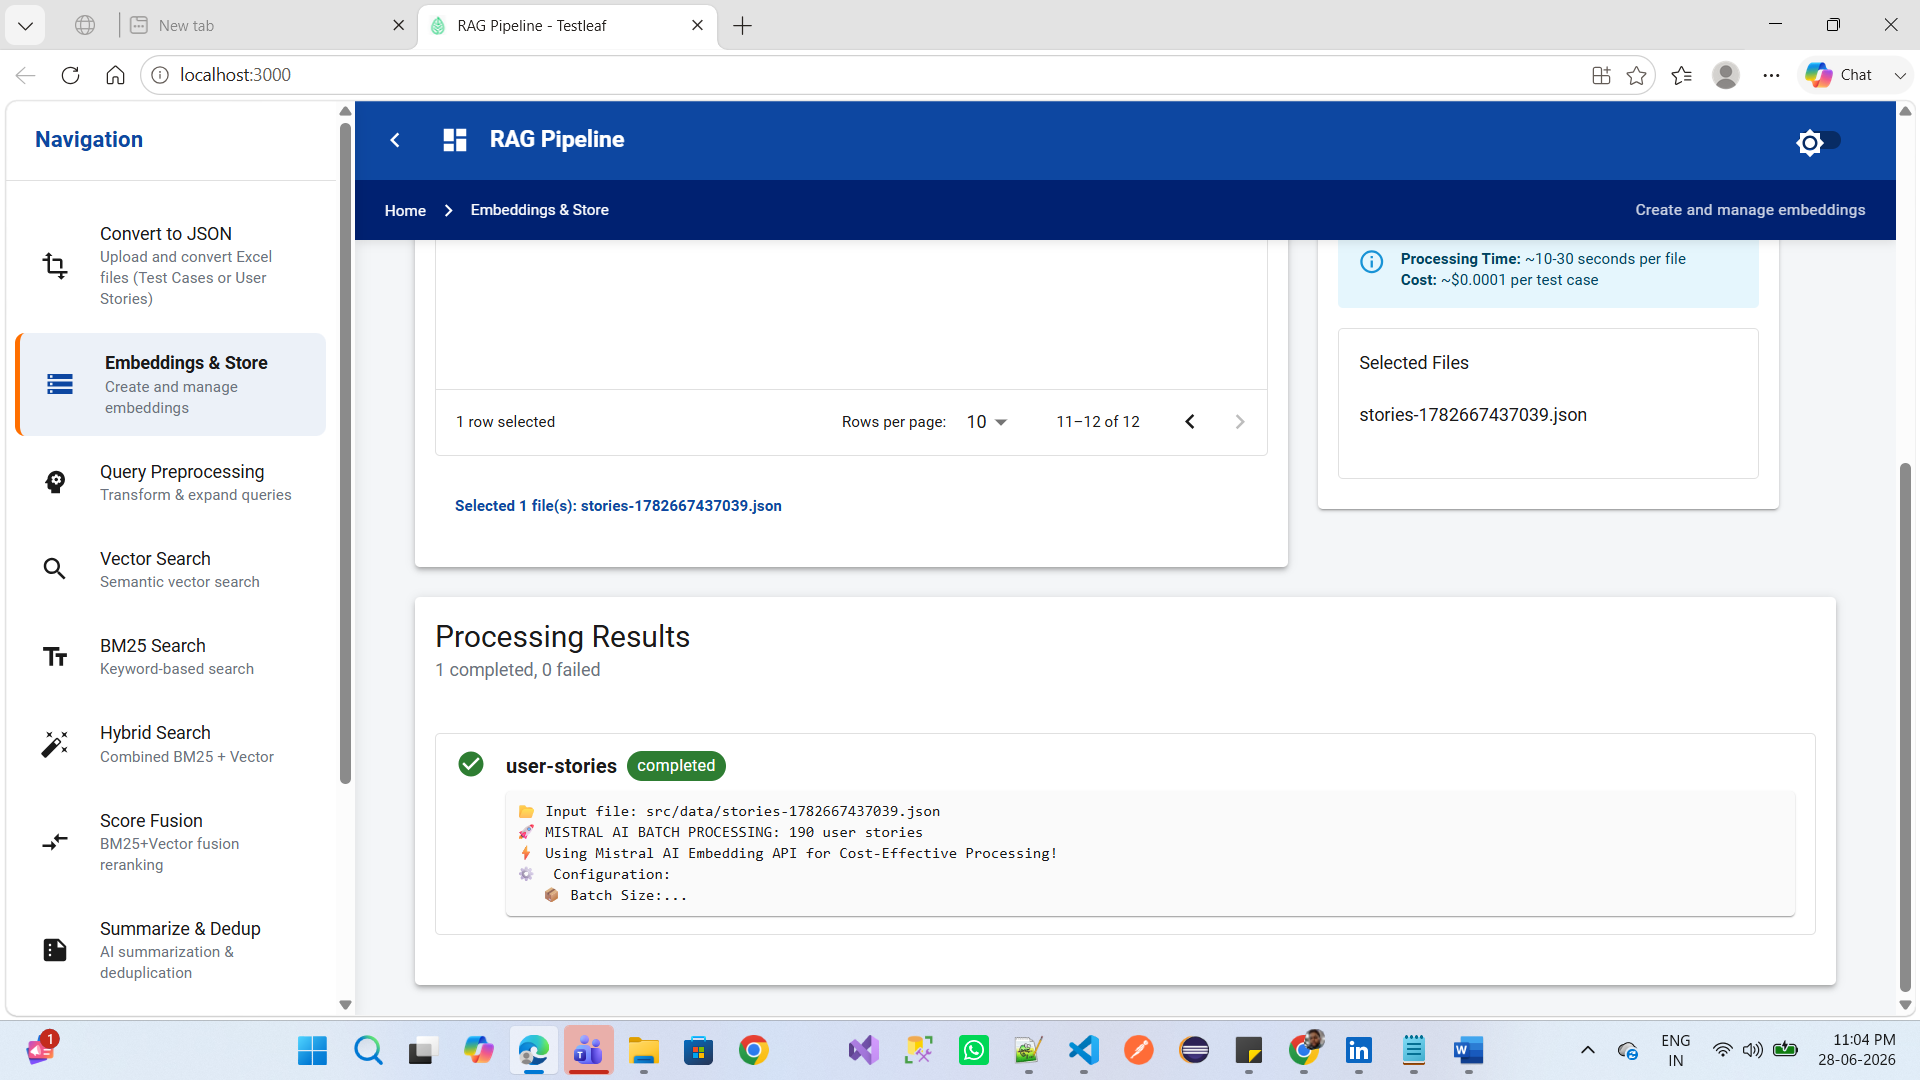 New tab
RAG Pipeline - Testleaf
localhost:3000
Chat
Navigation
RAG Pipeline
Home
Embeddings & Store
Create and manage embeddings
Convert to JSON
Upload and convert Excel
files (Test Cases or User
Stories)
Embeddings & Store
Create and manage
embeddings
Query Preprocessing
Transform & expand queries
Vector Search
Semantic vector search
BM25 Search
Keyword-based search
Hybrid Search
Combined BM25 + Vector
Score Fusion
BM25+Vector fusion
reranking
Summarize & Dedup
AI summarization &
deduplication
1 row selected
Rows per page: 10
11–12 of 12
Selected 1 file(s): stories-1782667437039.json
Processing Time: ~10-30 seconds per file
Cost: ~$0.0001 per test case
Selected Files
stories-1782667437039.json
Processing Results
1 completed, 0 failed
user-stories completed
Input file: src/data/stories-1782667437039.json
MISTRAL AI BATCH PROCESSING: 190 user stories
Using Mistral AI Embedding API for Cost-Effective Processing!
Configuration:
Batch Size:...
1
ENG
IN
11:04 PM
28-06-2026